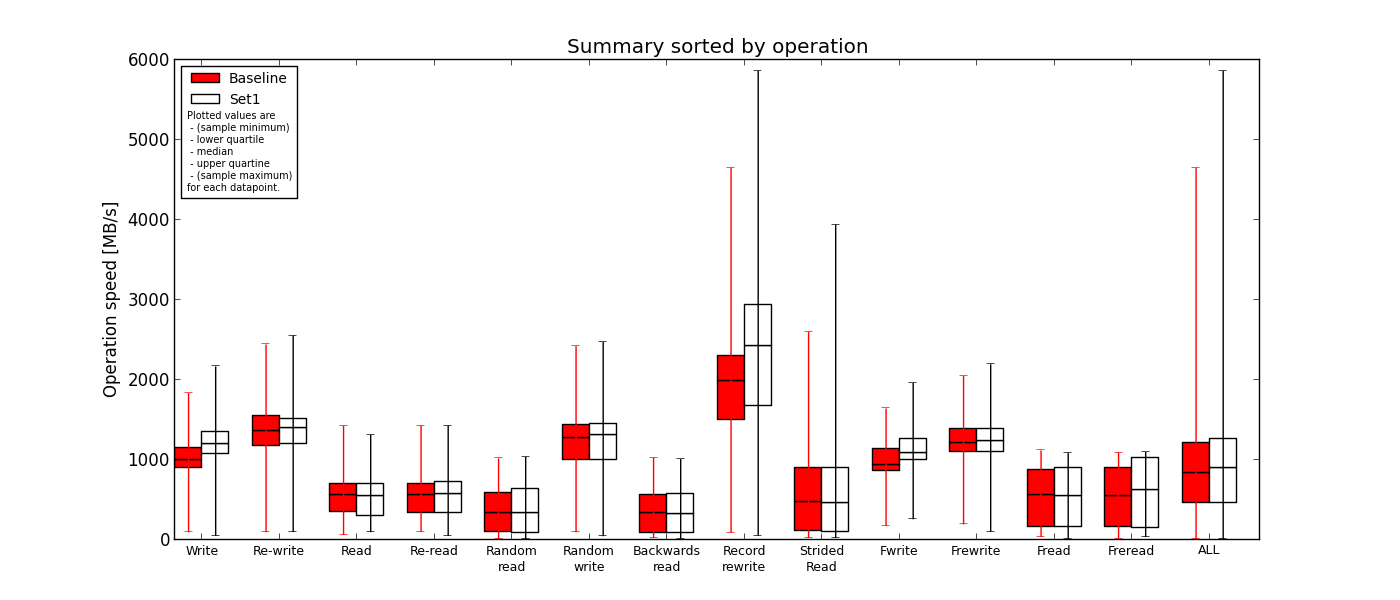 Summary sorted by operation
6000
5000
4000
3000
2000
1000
0
Operation speed [MB/s]
Baseline
Set1
Plotted values are
- (sample minimum)
- lower quartile
- median
- upper quartine
- (sample maximum)
for each datapoint.
Write
Re-write
Read
Re-read
Random
read
Random
write
Backwards
read
Record
rewrite
Strided
Read
Fwrite
Frewrite
Fread
Freread
ALL